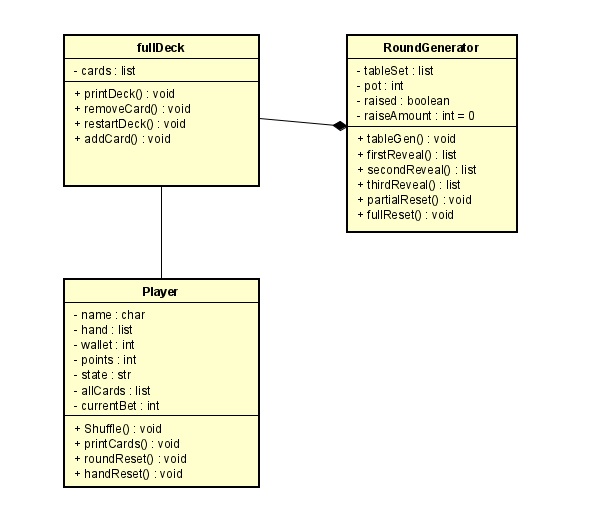 fullDeck
- cards : list
+ printDeck() : void
+ removeCard() : void
+ restartDeck() : void
+ addCard() : void
RoundGenerator
- tableSet : list
- pot : int
- raised : boolean
- raiseAmount : int = 0
+ tableGen() : void
+ firstReveal() : list
+ secondReveal() : list
+ thirdReveal() : list
+ partialReset() : void
+ fullReset() : void
Player
- name : char
- hand : list
- wallet : int
- points : int
- state : str
- allCards : list
- currentBet : int
+ Shuffle() : void
+ printCards() : void
+ roundReset() : void
+ handReset() : void